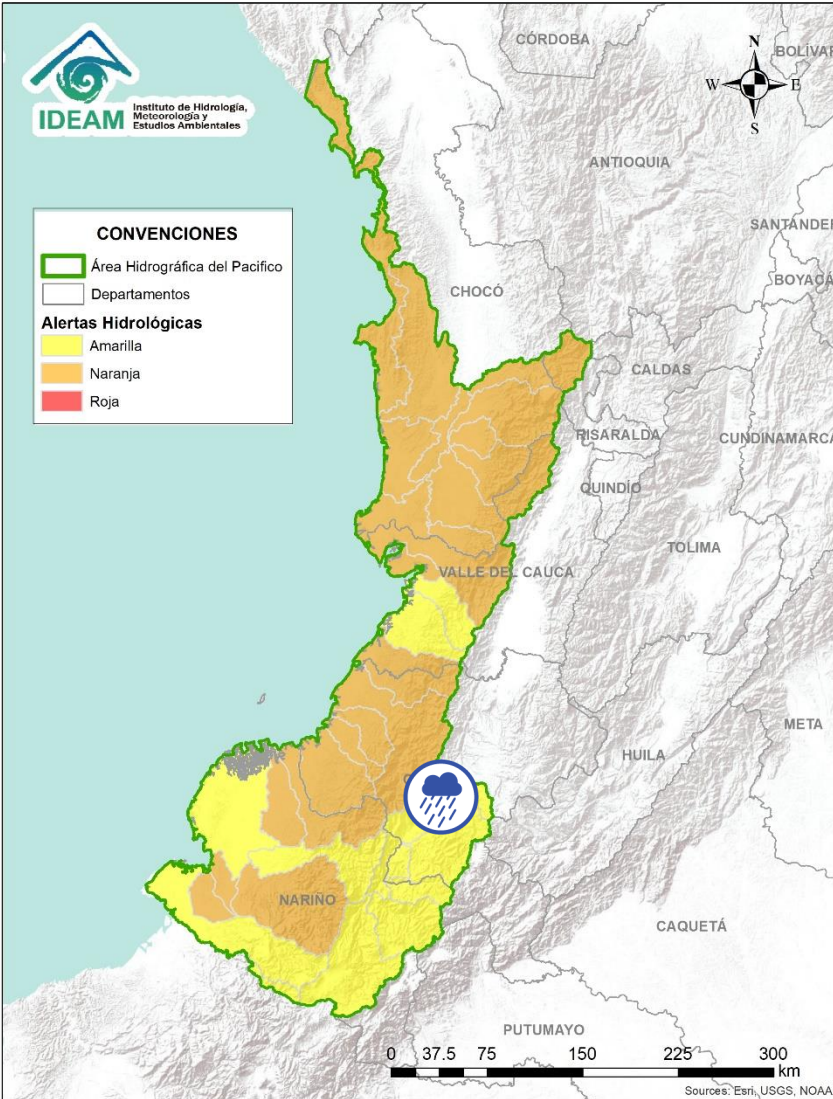 IDEAM
Instituto de Hidrología,
Meteorología y
Estudios Ambientales
CÓRDOBA
BOLÍVAR
N
W
E
S
ANTIOQUIA
SANTANDER
BOYACÁ
CONVENCIONES
Área Hidrográfica del Pacifico
Departamentos
Alertas Hidrológicas
Amarilla
Naranja
Roja
CHOCÓ
CALDAS
RISARALDA
CUNDINAMARCA
QUINDÍO
TOLIMA
VALLE DEL CAUCA
META
HUILA
NARIÑO
CAQUETÁ
PUTUMAYO
0 37.5 75 150 225 300
km
Sources: Esri, USGS, NOAA